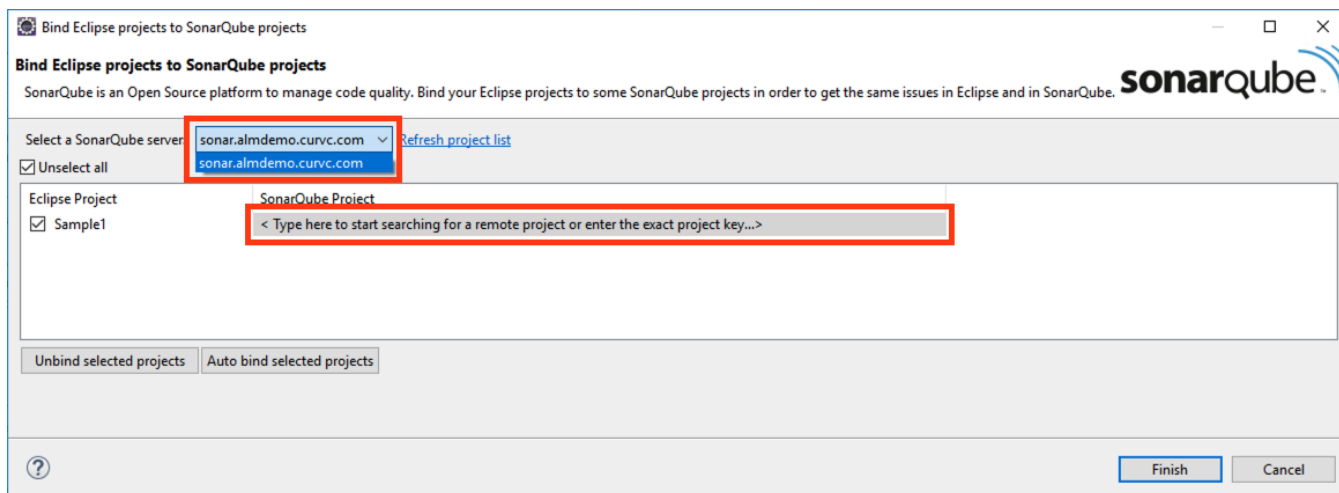 Bind Eclipse projects to SonarQube projects
Bind Eclipse projects to SonarQube projects
SonarQube is an Open Source platform to manage code quality. Bind your Eclipse projects to some SonarQube projects in order to get the same issues in Eclipse and in SonarQube.
sonarqube
Select a SonarQube server: sonar.almdemo.curvc.com Refresh project list
sonar.almdemo.curvc.com
Unselect all
Eclipse Project SonarQube Project
Sample1 < Type here to start searching for a remote project or enter the exact project key...>
Unbind selected projects Auto bind selected projects
? Finish Cancel